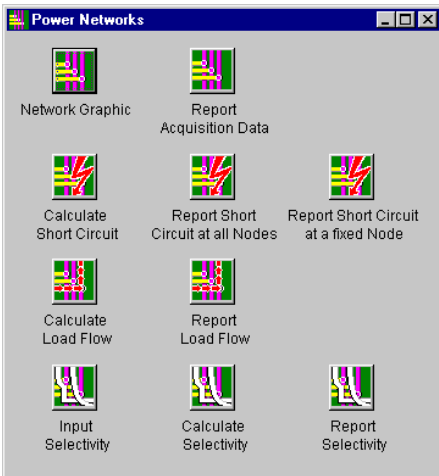 Power Networks
Network Graphic
Report
Acquisition Data
Calculate
Short Circuit
Report Short
Circuit at all Nodes
Report Short Circuit
at a fixed Node
Calculate
Load Flow
Report
Load Flow
Input
Selectivity
Calculate
Selectivity
Report
Selectivity